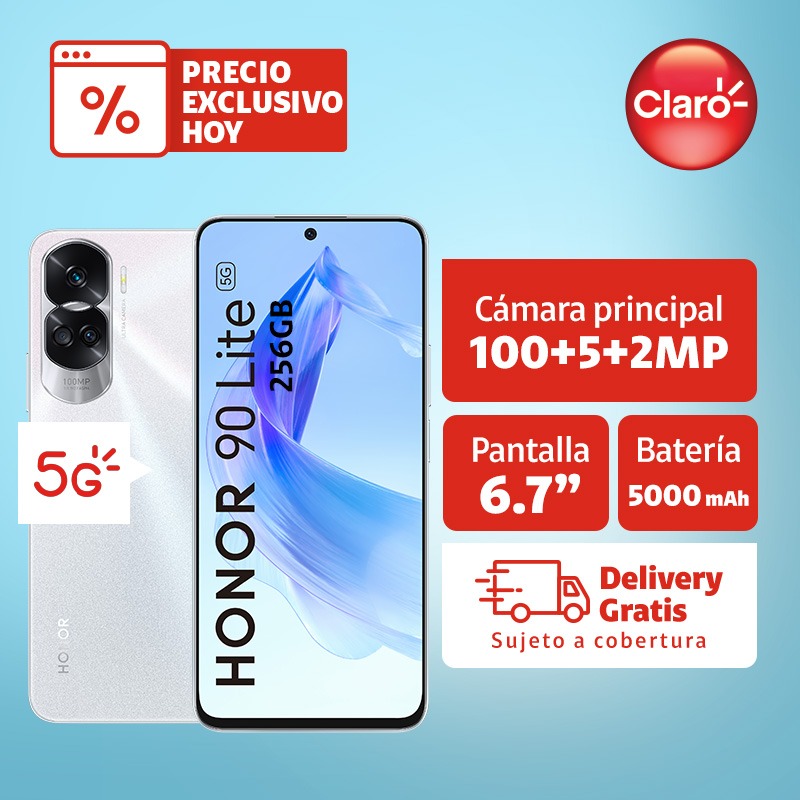 %
PRECIO
EXCLUSIVO
HOY
Claro
Cámara principal
100+5+2MP
Pantalla
6.7”
Batería
5000 mAh
Delivery
Gratis
Sujeto a cobertura
HONOR 90 Lite 5G
256GB
5G
100MP
HONOR